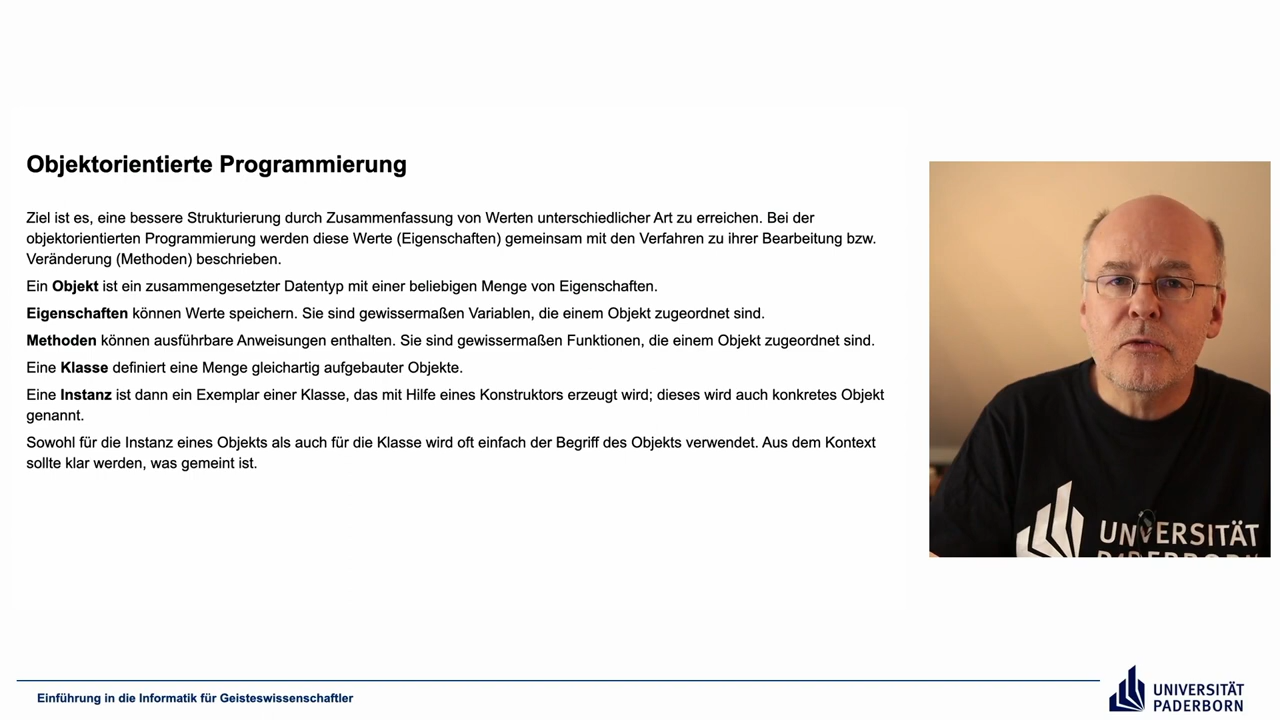 Objektorientierte Programmierung
Ziel ist es, eine bessere Strukturierung durch Zusammenfassung von Werten unterschiedlicher Art zu erreichen. Bei der
objektorientierten Programmierung werden diese Werte (Eigenschaften) gemeinsam mit den Verfahren zu ihrer Bearbeitung bzw.
Veränderung (Methoden) beschrieben.
Ein Objekt ist ein zusammengesetzter Datentyp mit einer beliebigen Menge von Eigenschaften.
Eigenschaften können Werte speichern. Sie sind gewissermaßen Variablen, die einem Objekt zugeordnet sind.
Methoden können ausführbare Anweisungen enthalten. Sie sind gewissermaßen Funktionen, die einem Objekt zugeordnet sind.
Eine Klasse definiert eine Menge gleichartig aufgebauter Objekte.
Eine Instanz ist dann ein Exemplar einer Klasse, das mit Hilfe eines Konstruktors erzeugt wird; dieses wird auch konkretes Objekt
genannt.
Sowohl für die Instanz eines Objekts als auch für die Klasse wird oft einfach der Begriff des Objekts verwendet. Aus dem Kontext
sollte klar werden, was gemeint ist.
UNIVERSITÄT
PADERBORN
Einführung in die Informatik für Geisteswissenschaftler
UNIVERSITÄT
PADERBORN